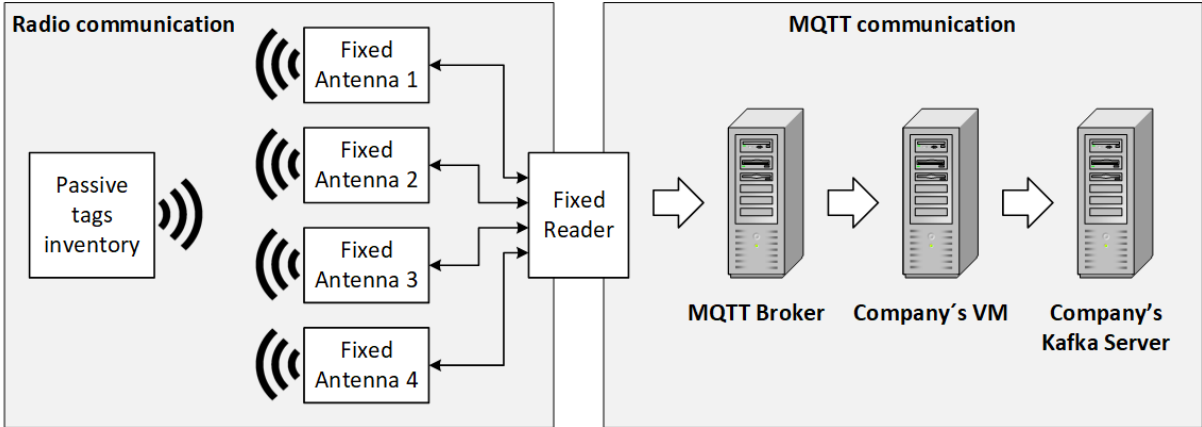 Radio communication
MQTT communication
Passive
tags
inventory
Fixed
Antenna 1
Fixed
Antenna 2
Fixed
Antenna 3
Fixed
Antenna 4
Fixed
Reader
MQTT Broker
Company´s VM
Company’s
Kafka Server